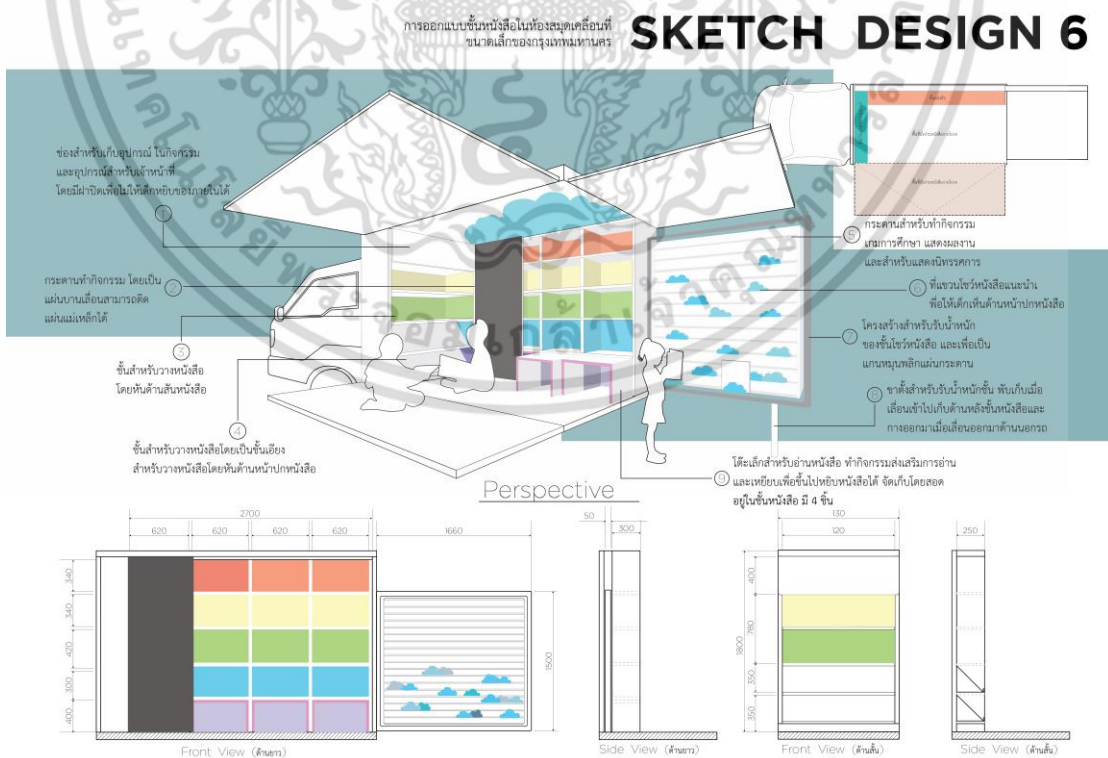 การออกแบบชั้นหนังสือในห้องสมุดเคลื่อนที่
ขนาดเล็กของกรุงเทพมหานคร
SKETCH DESIGN 6
ช่องสำหรับเก็บอุปกรณ์ ในกิจกรรม
และอุปกรณ์สำหรับเจ้าหน้าที่
โดยมีฝาปิดเพื่อไม่ให้เด็กหยิบของภายในได้
1
กระดานทำกิจกรรม โดยเป็น
แผ่นบานเลื่อนสามารถติด
แผ่นแม่เหล็กได้
2
3
ชั้นสำหรับวางหนังสือ
โดยหันด้านสันหนังสือ
4
ชั้นสำหรับวางหนังสือโดยเป็นชั้นเอียง
สำหรับวางหนังสือโดยหันด้านหน้าปกหนังสือ
5
กระดานสำหรับทำกิจกรรม
เกมการศึกษา แสดงผลงาน
และสำหรับแสดงนิทรรศการ
6
ที่แขวนโชว์หนังสือแนะนำเ
พื่อให้เด็กเห็นด้านหน้าปกหนังสือ
7
โครงสร้างสำหรับรับน้ำหนัก
ของชั้นโชว์หนังสือ และเพื่อเป็น
แกนหมุนพลิกแผ่นกระดาน
8
ขาตั้งสำหรับรับน้ำหนักชั้น พับเก็บเมื่อ
เลื่อนเข้าไปเก็บด้านหลังชั้นหนังสือและ
กางออกมาเมื่อเลื่อนออกมาด้านนอกรถ
9
โต๊ะเล็กสำหรับอ่านหนังสือ ทำกิจกรรมส่งเสริมการอ่าน
และเหยียบเพื่อขึ้นไปหยิบหนังสือได้ จัดเก็บโดยสอด
อยู่ในชั้นหนังสือ มี 4 ชิ้น
Perspective
2700
620 620 620 620 1660
340
340
420
300
400
1500
Front View (ด้านยาว)
50
300
Side View (ด้านยาว)
130
120
400
780
1800
350
350
Front View (ด้านสั้น)
250
Side View (ด้านสั้น)